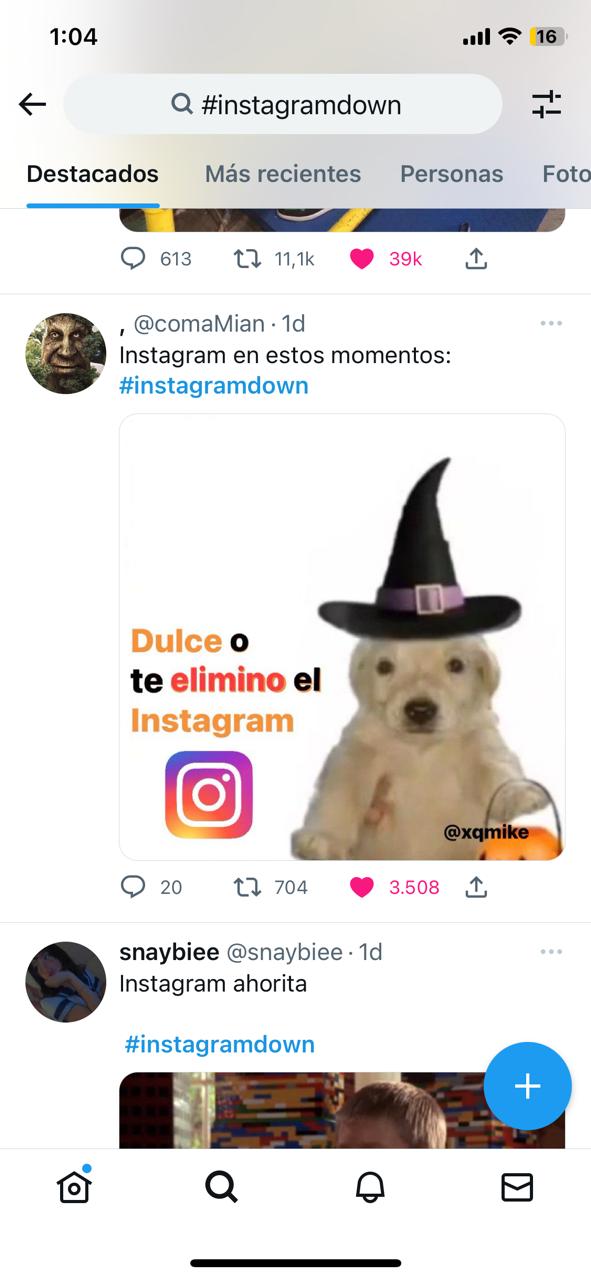 1:04
16
#instagramdown
Destacados Más recientes Personas Foto
613 11,1k 39k
, @comaMian · 1d
Instagram en estos momentos:
#instagramdown
Dulce o
te elimino el
Instagram
@xqmike
20 704 3.508
snaybiee @snaybiee · 1d
Instagram ahorita
#instagramdown